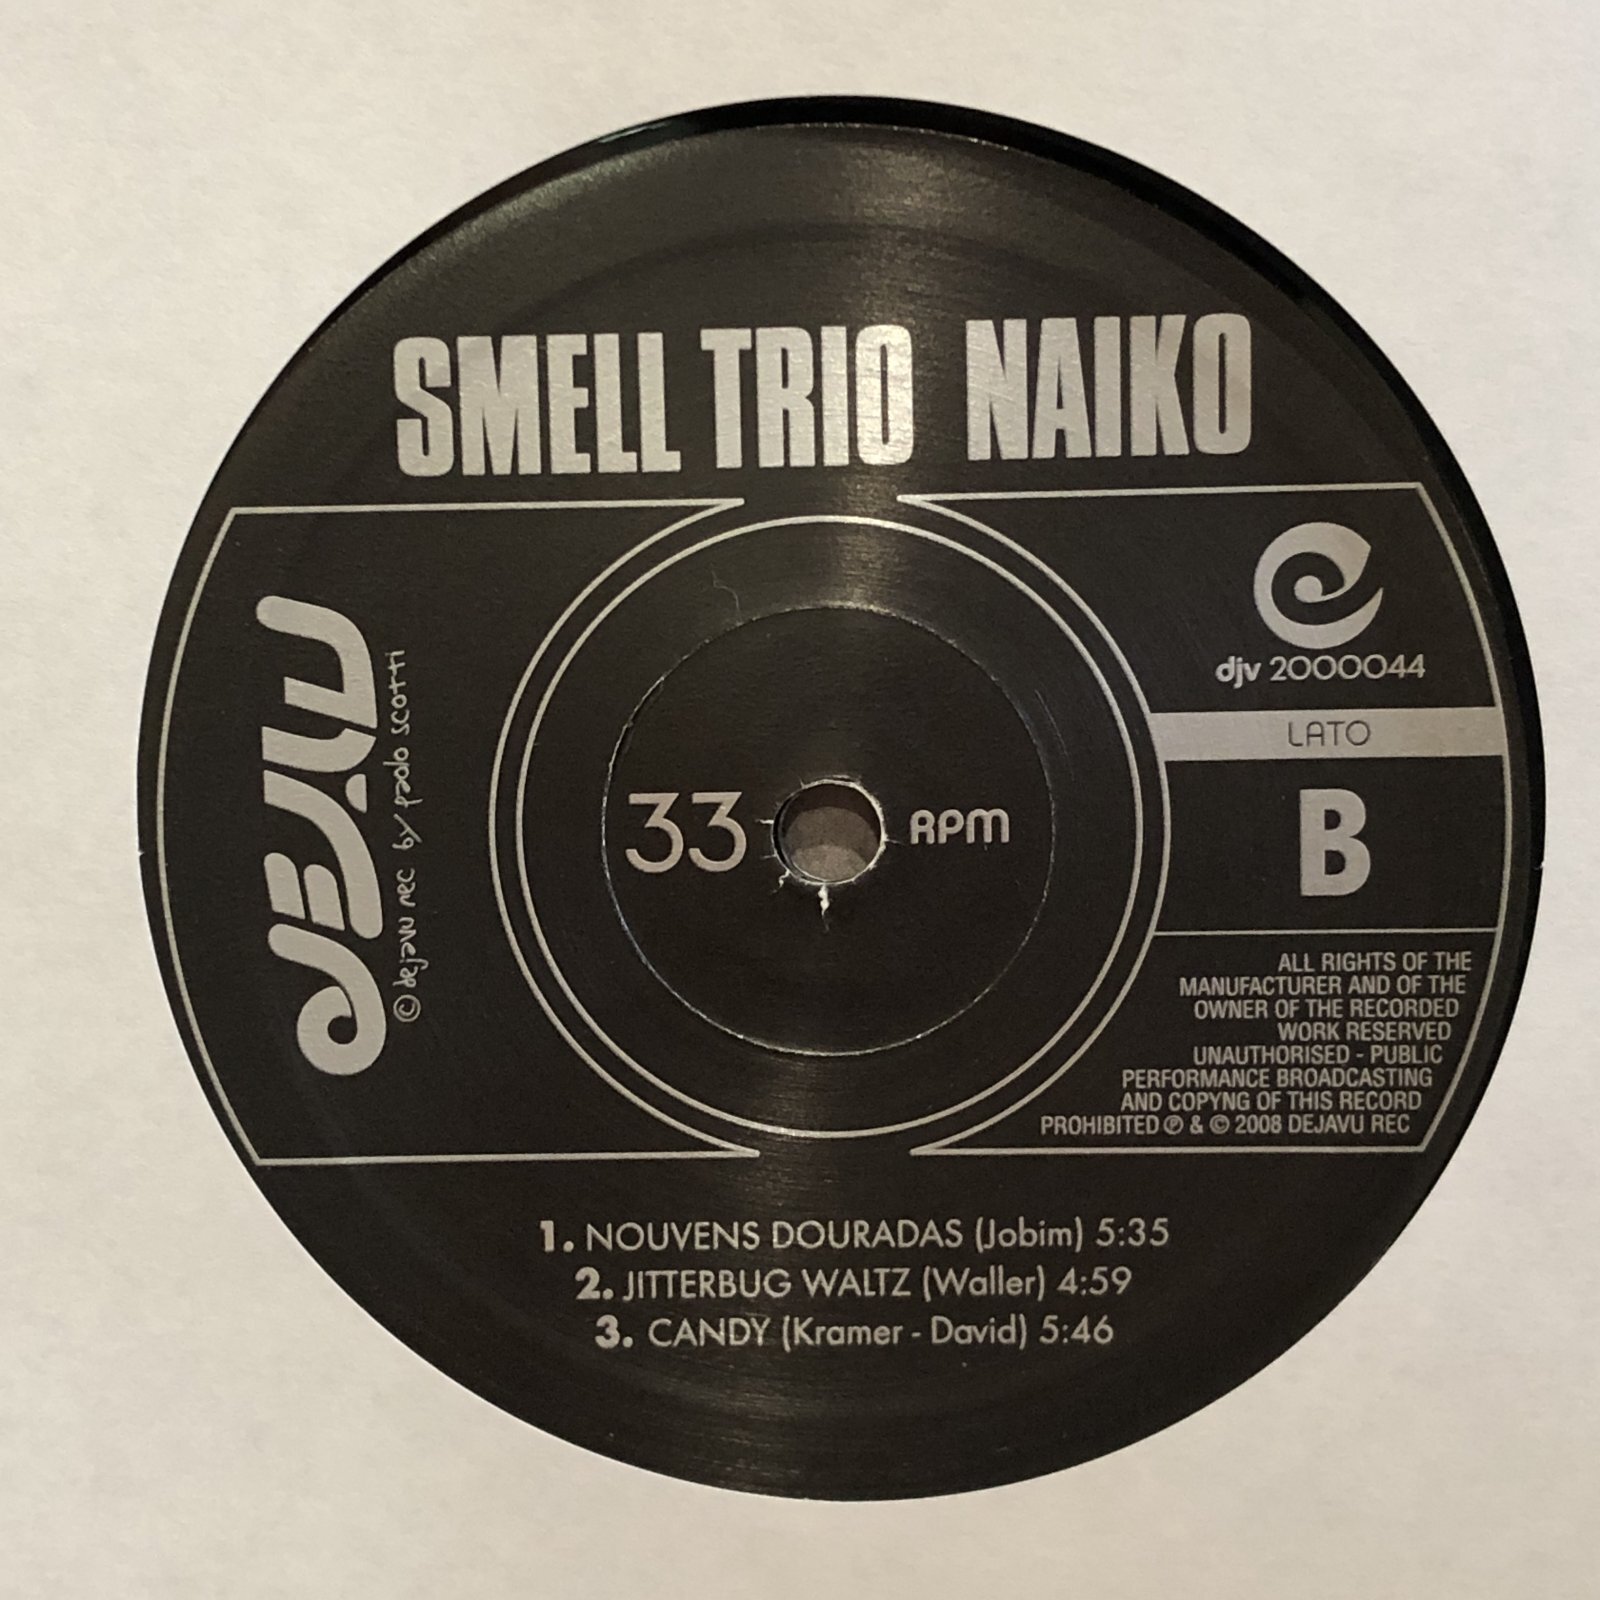 SMELL TRIO NAIKO
DEJAVU
© dejavu rec by paolo scotti
djv 2000044
LATO
B
33 RPM
ALL RIGHTS OF THE
MANUFACTURER AND OF THE
OWNER OF THE RECORDED
WORK RESERVED
UNAUTHORISED - PUBLIC
PERFORMANCE BROADCASTING
AND COPYNG OF THIS RECORD
PROHIBITED ℗ & © 2008 DEJAVU REC
1. NOUVENS DOURADAS (Jobim) 5:35
2. JITTERBUG WALTZ (Waller) 4:59
3. CANDY (Kramer - David) 5:46